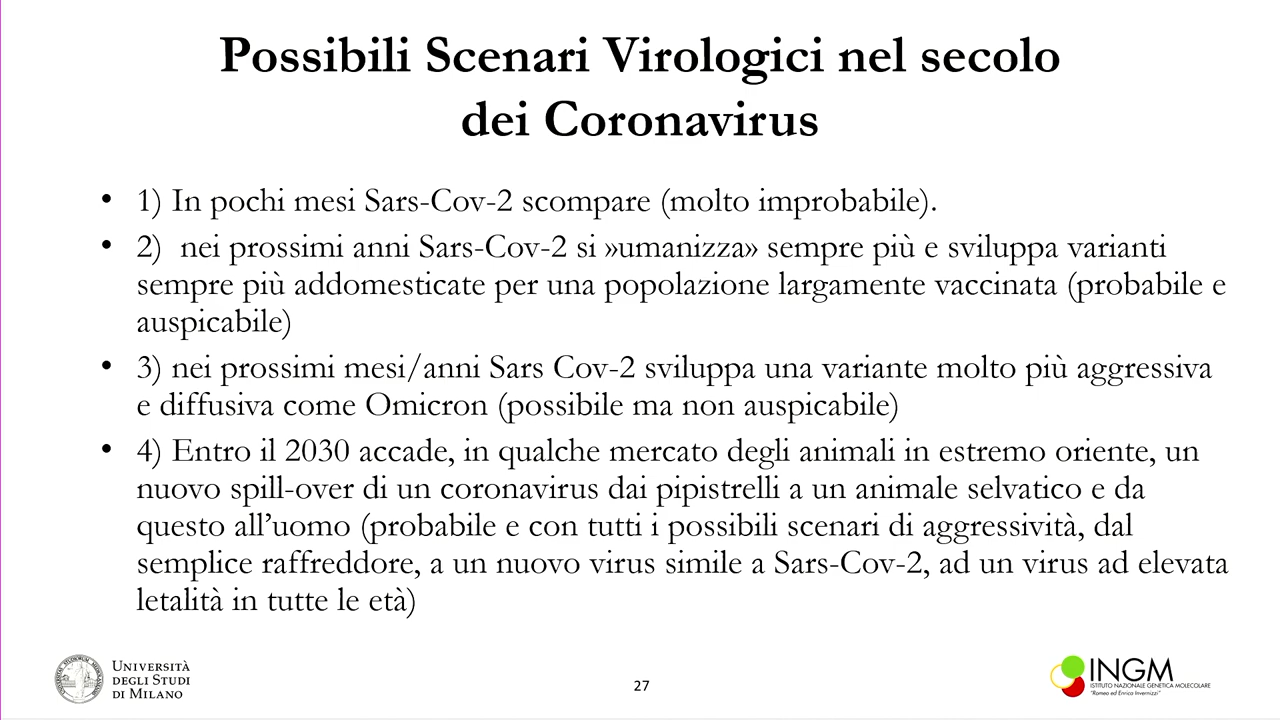 Possibili Scenari Virologici nel secolo
dei Coronavirus
• 1) In pochi mesi Sars-Cov-2 scompare (molto improbabile).
• 2) nei prossimi anni Sars-Cov-2 si »umanizza» sempre più e sviluppa varianti
sempre più addomesticate per una popolazione largamente vaccinata (probabile e
auspicabile)
• 3) nei prossimi mesi/anni Sars Cov-2 sviluppa una variante molto più aggressiva
e diffusiva come Omicron (possibile ma non auspicabile)
• 4) Entro il 2030 accade, in qualche mercato degli animali in estremo oriente, un
nuovo spill-over di un coronavirus dai pipistrelli a un animale selvatico e da
questo all’uomo (probabile e con tutti i possibili scenari di aggressività, dal
semplice raffreddore, a un nuovo virus simile a Sars-Cov-2, ad un virus ad elevata
letalità in tutte le età)
UNIVERSITÀ
DEGLI STUDI
DI MILANO
27
INGM
ISTITUTO NAZIONALE GENETICA MOLECOLARE
"Romeo ed Enrica Invernizzi"